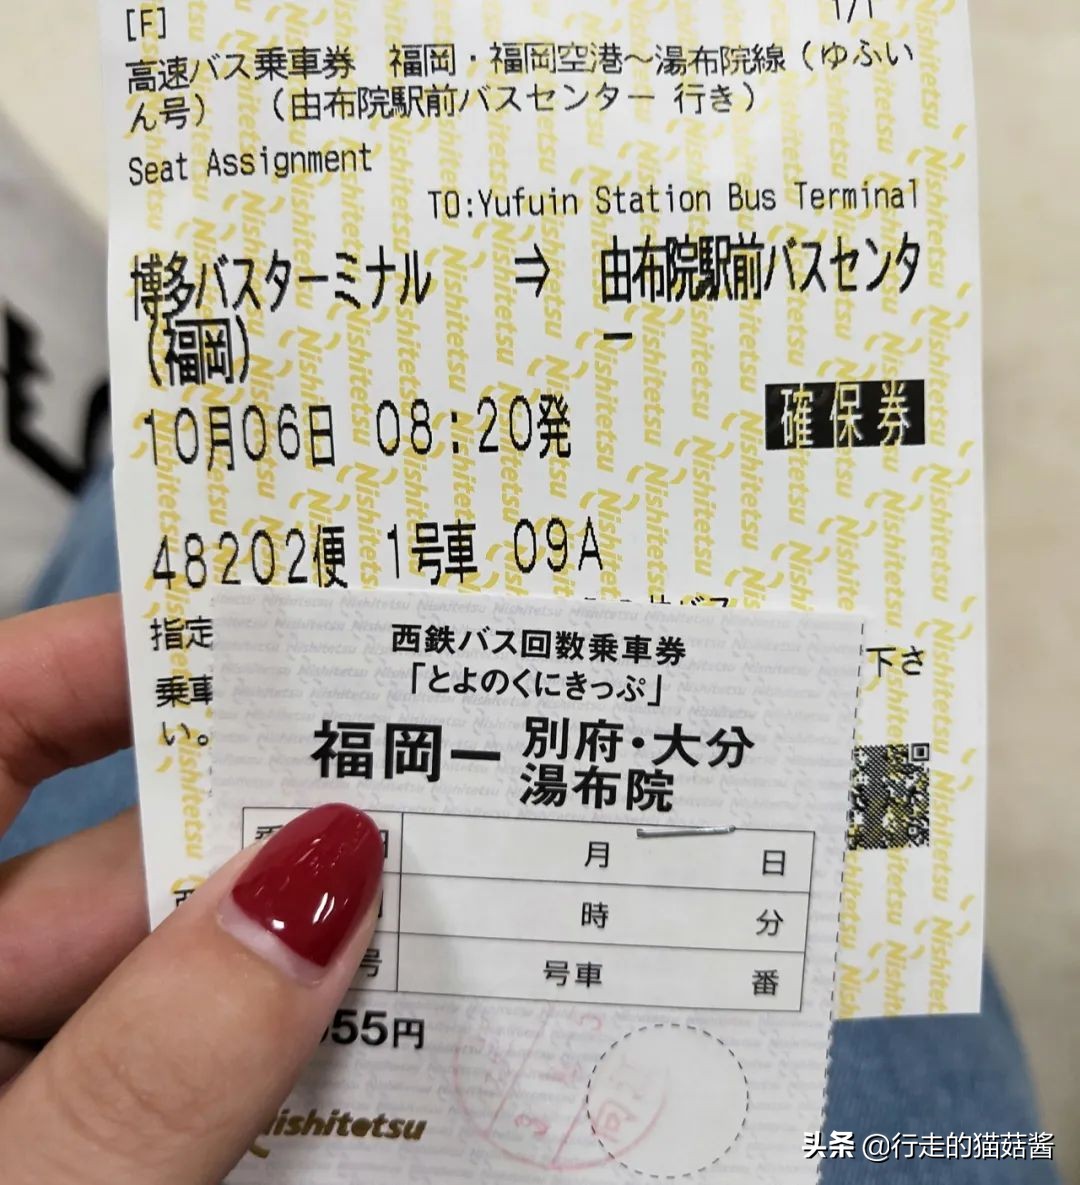 [F]
1/1
高速バス乗車券 福岡・福岡空港～湯布院線（ゆふい
ん号） （由布院駅前バスセンター 行き）
Seat Assignment
TO:Yufuin Station Bus Terminal
博多バスターミナル ⇒ 由布院駅前バスセンタ
(福岡) ー
10月06日 08:20発
確保券
48202便 1号車 09A
指定
下さ
乗車
い。
西鉄バス回数乗車券
「とよのくにきっぷ」
福岡ー別府・大分
湯布院
月 日
時 分
号 号車 番
55円
Nishitetsu
头条 @行走的猫菇酱